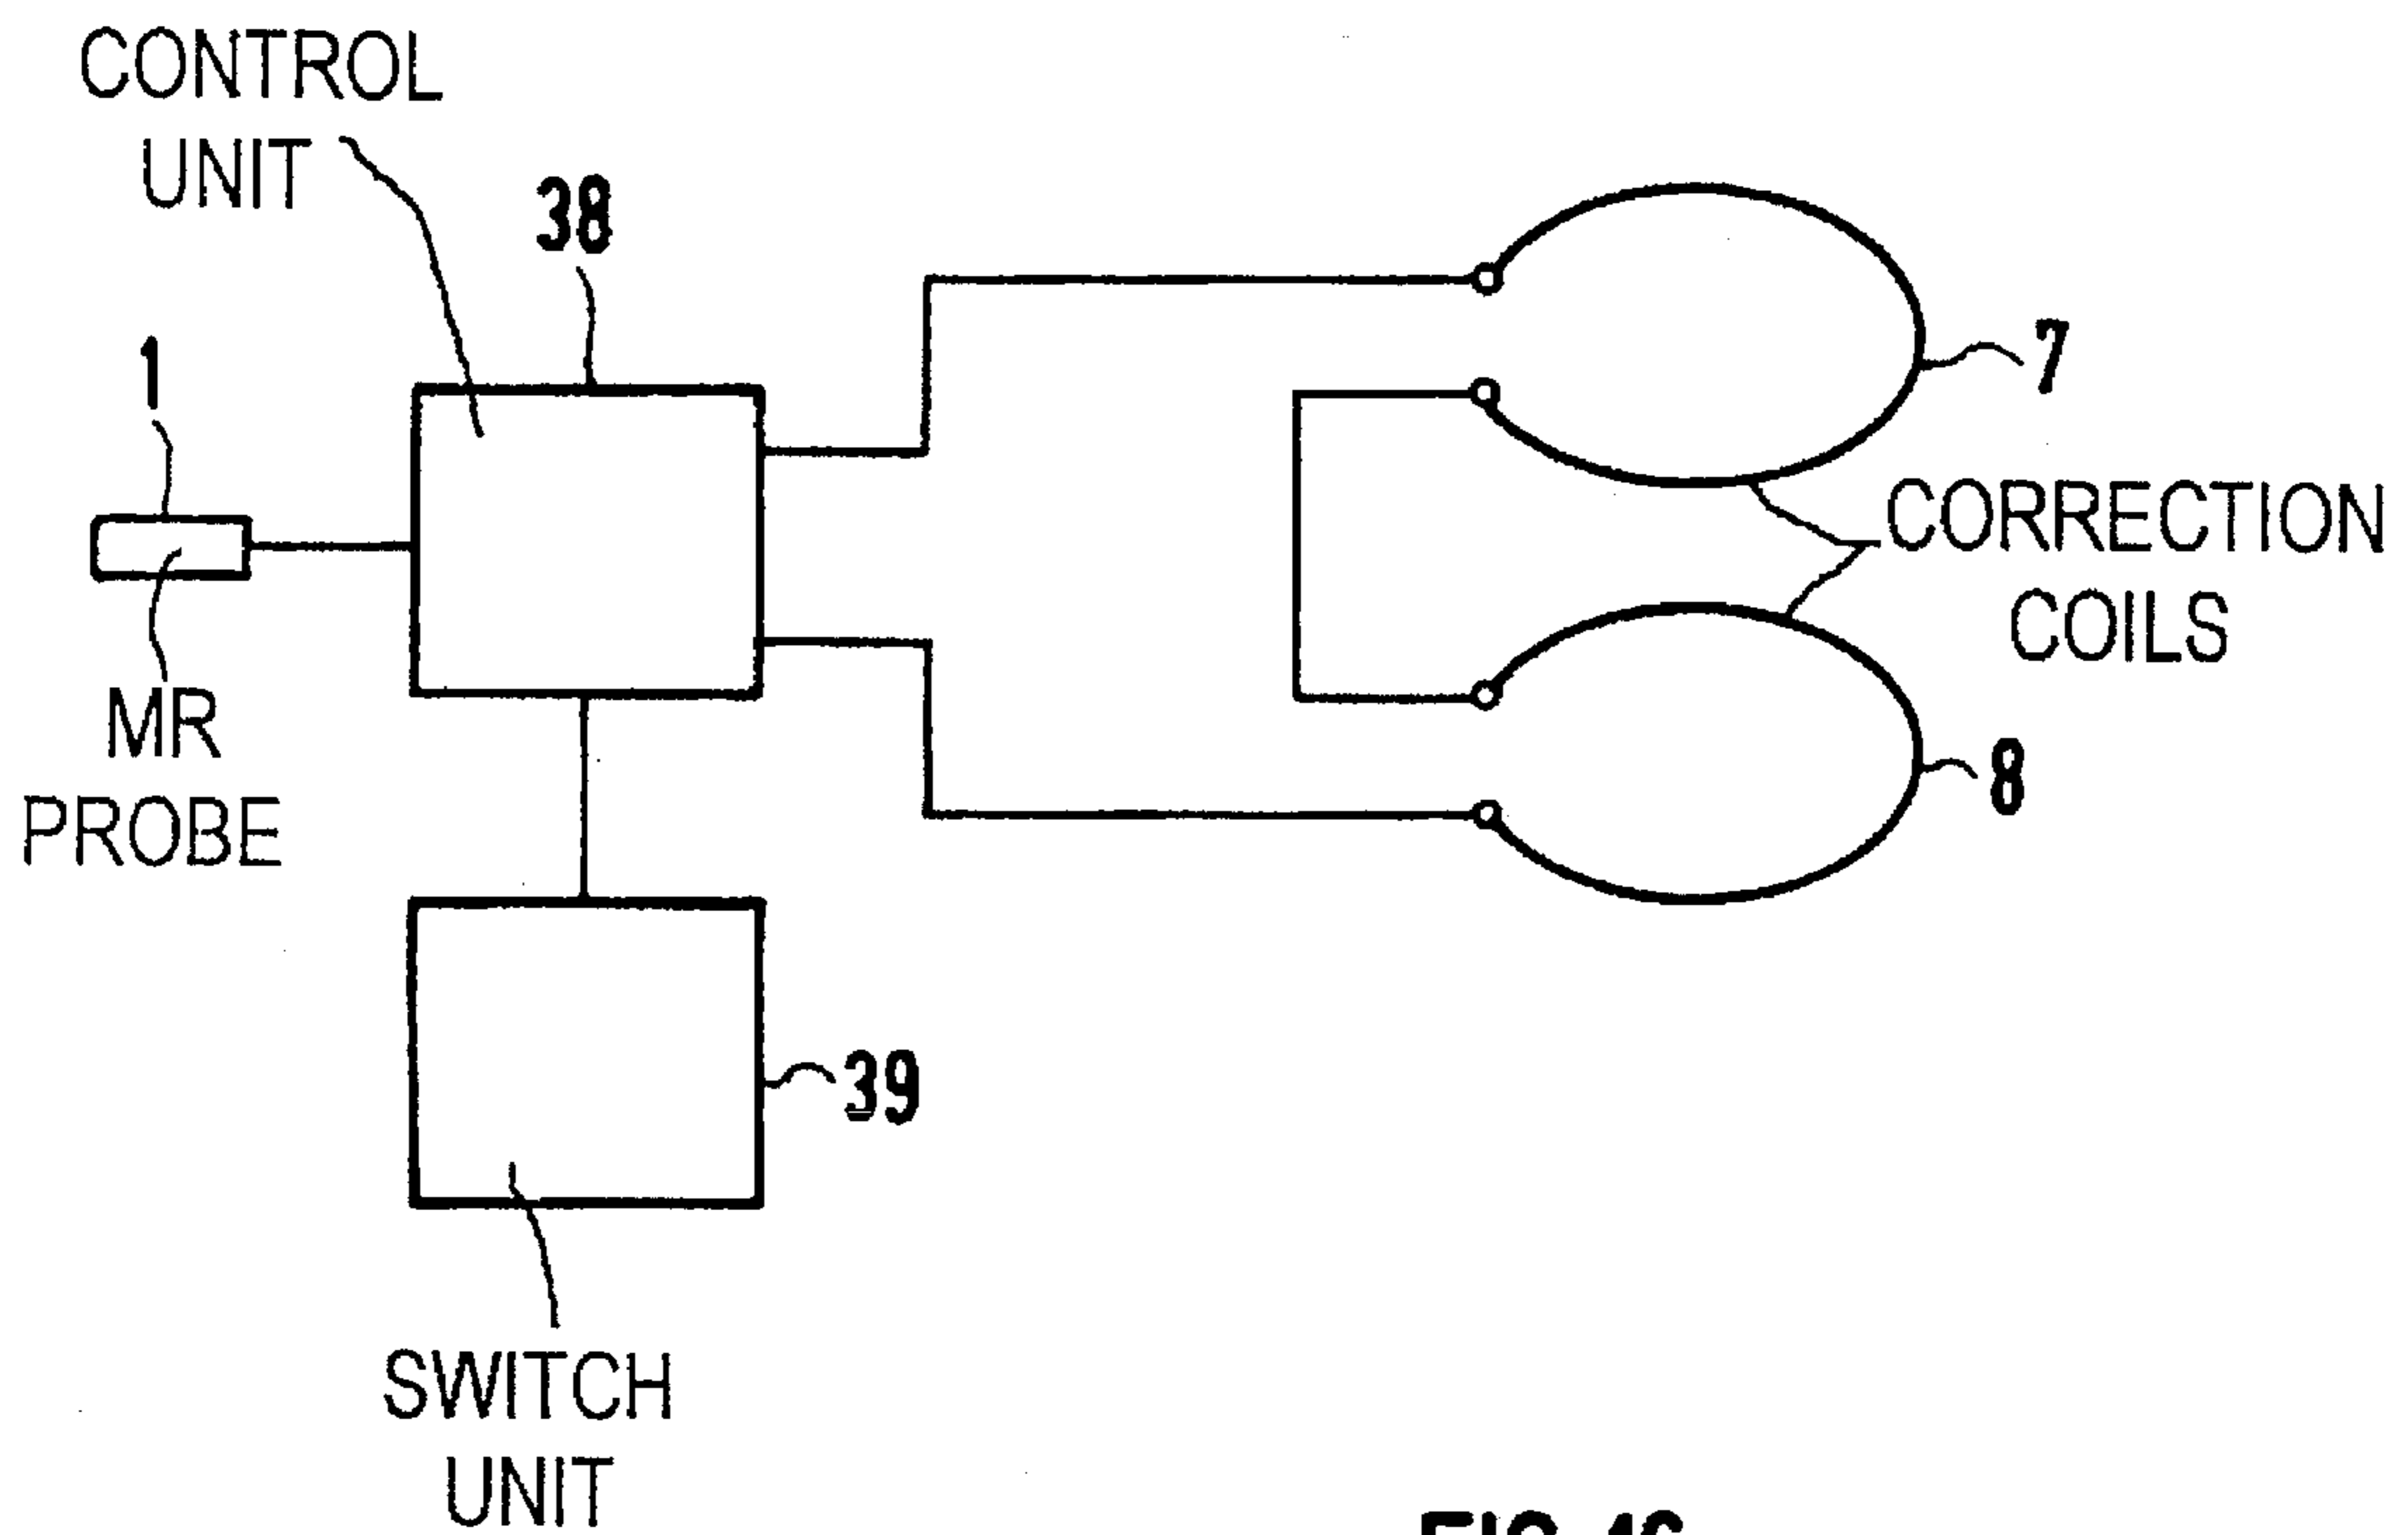 CONTROL
UNIT
38
1
7
CORRECTION
COILS
MR
PROBE
8
39
SWITCH
UNIT